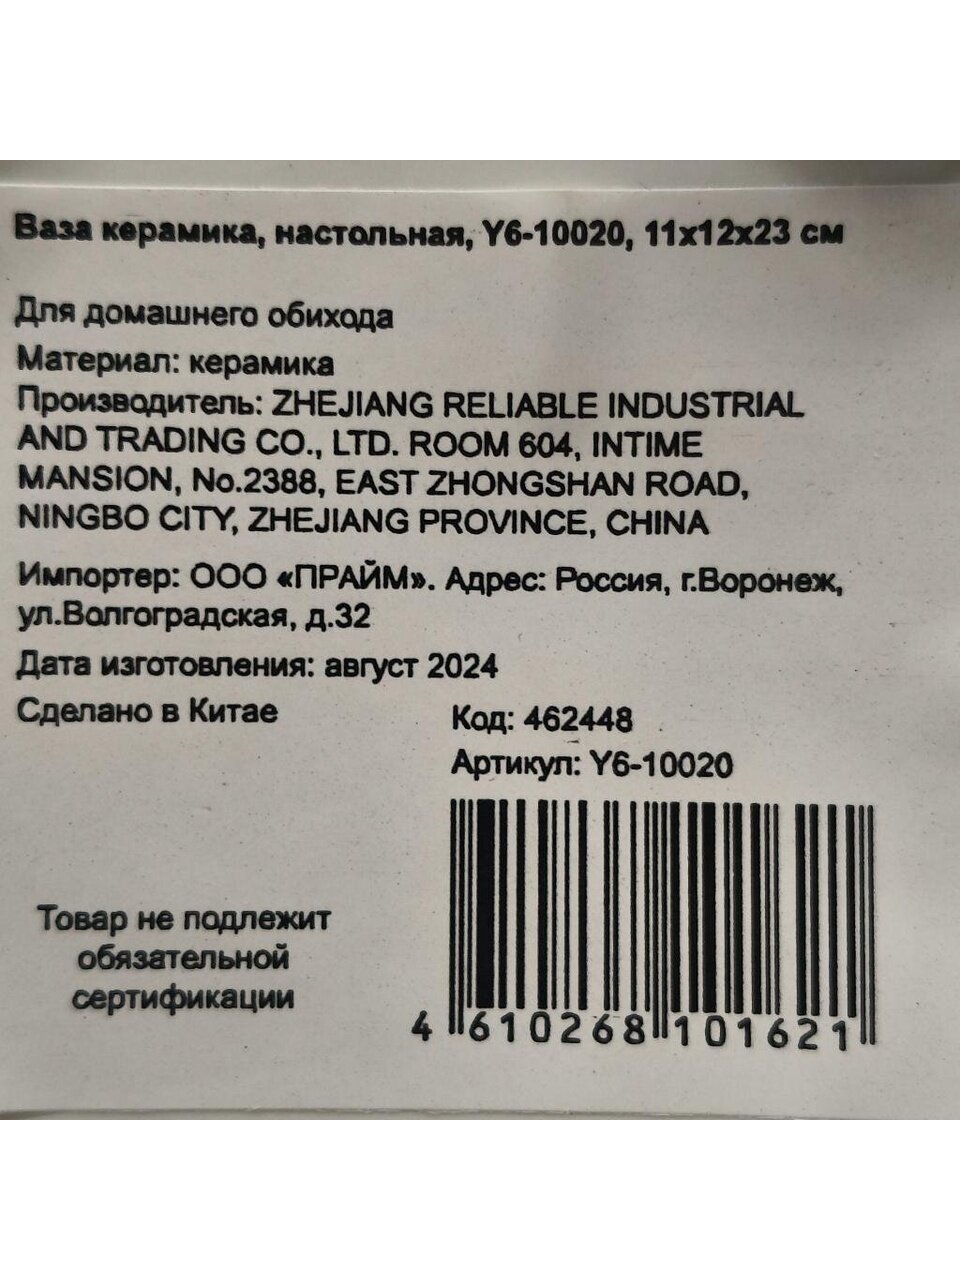 Ваза керамика, настольная, Y6-10020, 11х12х23 см
Для домашнего обихода
Материал: керамика
Производитель: ZHEJIANG RELIABLE INDUSTRIAL
AND TRADING CO., LTD. ROOM 604, INTIME
MANSION, No.2388, EAST ZHONGSHAN ROAD,
NINGBO CITY, ZHEJIANG PROVINCE, CHINA
Импортер: ООО «ПРАЙМ». Адрес: Россия, г.Воронеж,
ул.Волгоградская, д.32
Дата изготовления: август 2024
Сделано в Китае
Код: 462448
Артикул: Y6-10020
Товар не подлежит
обязательной
сертификации
4 610268 101621